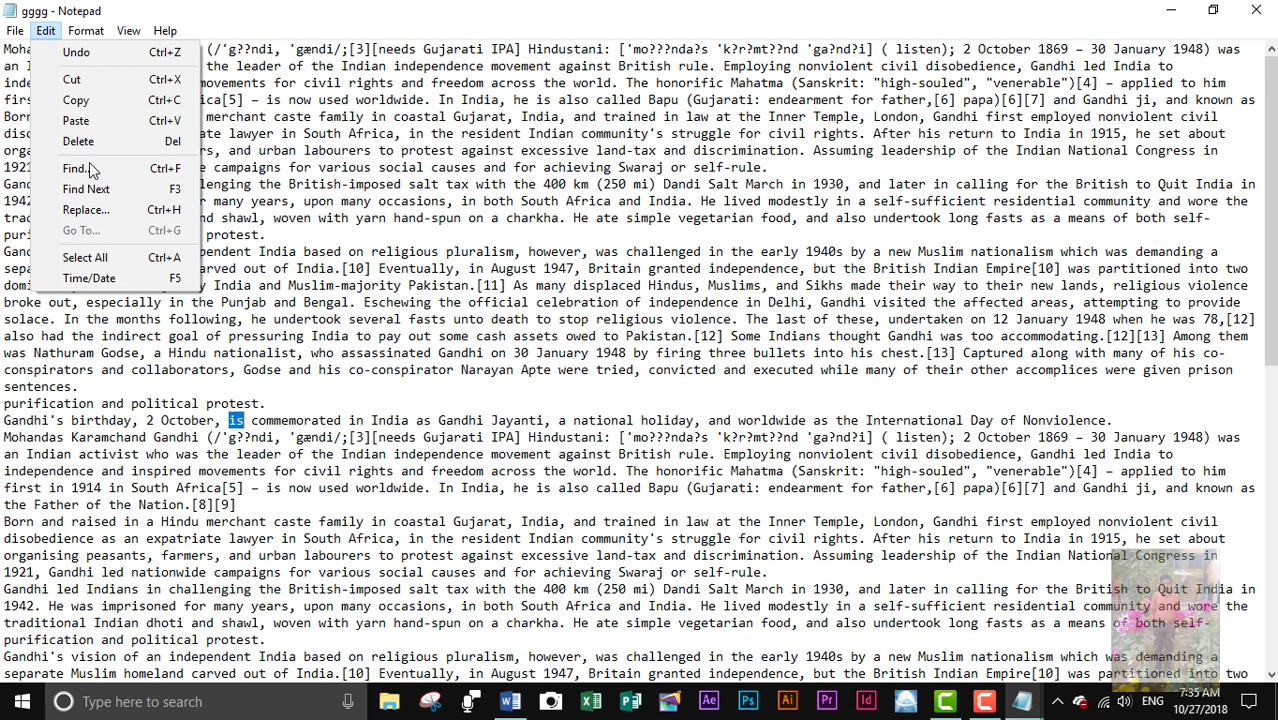 gggg - Notepad
File Edit Format View Help
Moha (/'g??ndi, 'gændi/;[3][needs Gujarati IPA] Hindustani: ['mo???nda?s 'k?r?mt??nd 'ga?nd?i] ( listen); 2 October 1869 – 30 January 1948) was
an I the leader of the Indian independence movement against British rule. Employing nonviolent civil disobedience, Gandhi led India to
inde movements for civil rights and freedom across the world. The honorific Mahatma (Sanskrit: "high-souled", "venerable")[4] – applied to him
firs ica[5] – is now used worldwide. In India, he is also called Bapu (Gujarati: endearment for father,[6] papa)[6][7] and Gandhi ji, and known as
Born merchant caste family in coastal Gujarat, India, and trained in law at the Inner Temple, London, Gandhi first employed nonviolent civil
diso te lawyer in South Africa, in the resident Indian community's struggle for civil rights. After his return to India in 1915, he set about
orga , and urban labourers to protest against excessive land-tax and discrimination. Assuming leadership of the Indian National Congress in
1921 e campaigns for various social causes and for achieving Swaraj or self-rule.
Gand lenging the British-imposed salt tax with the 400 km (250 mi) Dandi Salt March in 1930, and later in calling for the British to Quit India in
1942 r many years, upon many occasions, in both South Africa and India. He lived modestly in a self-sufficient residential community and wore the
trad and shawl, woven with yarn hand-spun on a charkha. He ate simple vegetarian food, and also undertook long fasts as a means of both self-
puri protest.
Gand dent India based on religious pluralism, however, was challenged in the early 1940s by a new Muslim nationalism which was demanding a
sepa arved out of India.[10] Eventually, in August 1947, Britain granted independence, but the British Indian Empire[10] was partitioned into two
domi y India and Muslim-majority Pakistan.[11] As many displaced Hindus, Muslims, and Sikhs made their way to their new lands, religious violence
broke out, especially in the Punjab and Bengal. Eschewing the official celebration of independence in Delhi, Gandhi visited the affected areas, attempting to provide
solace. In the months following, he undertook several fasts unto death to stop religious violence. The last of these, undertaken on 12 January 1948 when he was 78,[12]
also had the indirect goal of pressuring India to pay out some cash assets owed to Pakistan.[12] Some Indians thought Gandhi was too accommodating.[12][13] Among them
was Nathuram Godse, a Hindu nationalist, who assassinated Gandhi on 30 January 1948 by firing three bullets into his chest.[13] Captured along with many of his co-
conspirators and collaborators, Godse and his co-conspirator Narayan Apte were tried, convicted and executed while many of their other accomplices were given prison
sentences.
purification and political protest.
Gandhi's birthday, 2 October, is commemorated in India as Gandhi Jayanti, a national holiday, and worldwide as the International Day of Nonviolence.
Mohandas Karamchand Gandhi (/'g??ndi, 'gændi/;[3][needs Gujarati IPA] Hindustani: ['mo???nda?s 'k?r?mt??nd 'ga?nd?i] ( listen); 2 October 1869 – 30 January 1948) was
an Indian activist who was the leader of the Indian independence movement against British rule. Employing nonviolent civil disobedience, Gandhi led India to
independence and inspired movements for civil rights and freedom across the world. The honorific Mahatma (Sanskrit: "high-souled", "venerable")[4] – applied to him
first in 1914 in South Africa[5] – is now used worldwide. In India, he is also called Bapu (Gujarati: endearment for father,[6] papa)[6][7] and Gandhi ji, and known as
the Father of the Nation.[8][9]
Born and raised in a Hindu merchant caste family in coastal Gujarat, India, and trained in law at the Inner Temple, London, Gandhi first employed nonviolent civil
disobedience as an expatriate lawyer in South Africa, in the resident Indian community's struggle for civil rights. After his return to India in 1915, he set about
organising peasants, farmers, and urban labourers to protest against excessive land-tax and discrimination. Assuming leadership of the Indian National Congress in
1921, Gandhi led nationwide campaigns for various social causes and for achieving Swaraj or self-rule.
Gandhi led Indians in challenging the British-imposed salt tax with the 400 km (250 mi) Dandi Salt March in 1930, and later in calling for the British to Quit India in
1942. He was imprisoned for many years, upon many occasions, in both South Africa and India. He lived modestly in a self-sufficient residential community and wore the
traditional Indian dhoti and shawl, woven with yarn hand-spun on a charkha. He ate simple vegetarian food, and also undertook long fasts as a means of both self-
purification and political protest.
Gandhi's vision of an independent India based on religious pluralism, however, was challenged in the early 1940s by a new Muslim nationalism which was demanding a
separate Muslim homeland carved out of India.[10] Eventually, in August 1947, Britain granted independence, but the British Indian Empire[10] was partitioned into two
Undo Ctrl+Z
Cut Ctrl+X
Copy Ctrl+C
Paste Ctrl+V
Delete Del
Find... Ctrl+F
Find Next F3
Replace... Ctrl+H
Go To... Ctrl+G
Select All Ctrl+A
Time/Date F5
Type here to search
Ae Ps Ai Pr Id
ENG
7:35 AM
10/27/2018